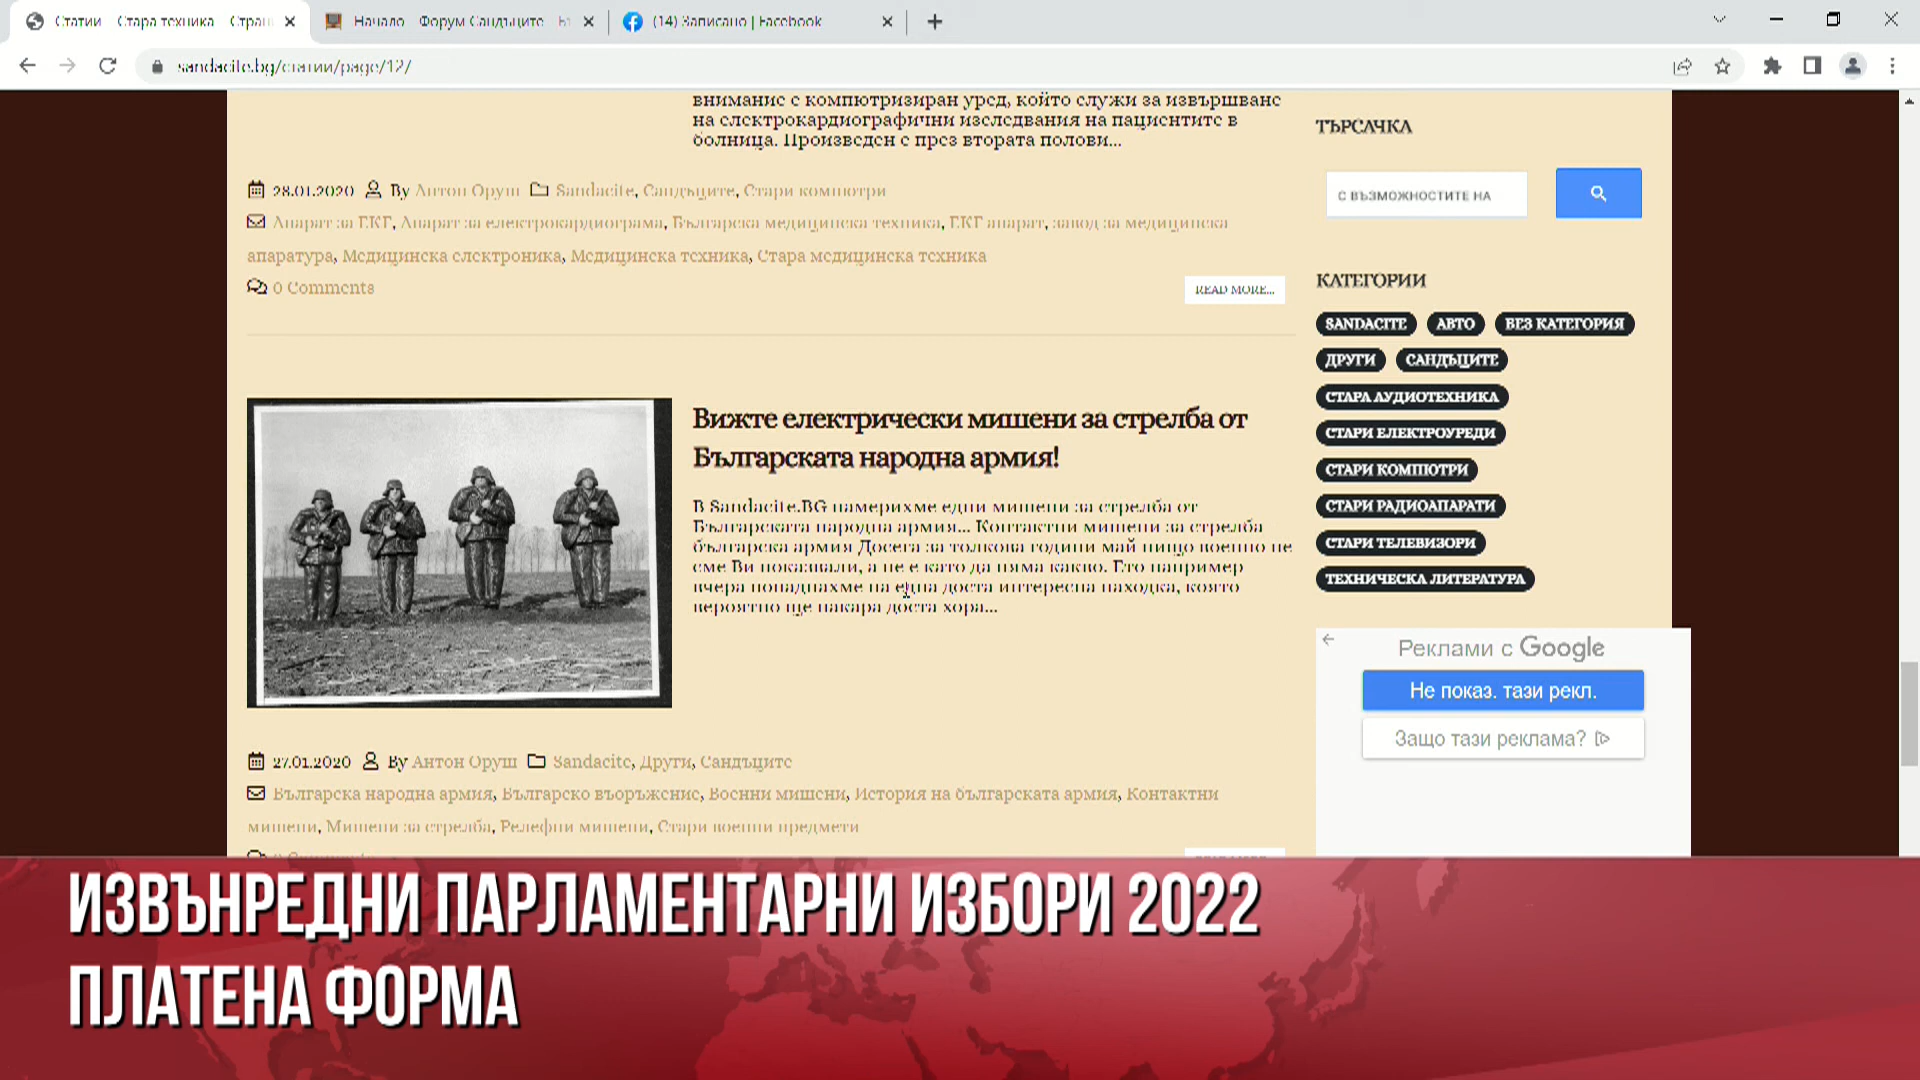 Статии Стара техника Стран
Начало Форум Сандъците
(14) Записано | Facebook
sandacite.bg/статии/page/12/
внимание е компютризиран уред, който служи за извършване
на електрокардиографични изследвания на пациентите в
болница. Произведен е през втората полови...
28.01.2020 By Антон Оруш Sandacite, Сандъците, Стари компютри
Апарат за ЕКГ, Апарат за електрокардиограма, Българска медицинска техника, ЕКГ апарат, завод за медицинска
апаратура, Медицинска електроника, Медицинска техника, Стара медицинска техника
0 Comments
READ MORE...
Вижте електрически мишени за стрелба от
Българската народна армия!
В Sandacite.BG намерихме едни мишени за стрелба от
Българската народна армия... Контактни мишени за стрелба
българска армия Досега за толкова години май нищо военно не
сме Ви показвали, а не е като да няма какво. Ето например
вчера попаднахме на една доста интересна находка, която
вероятно ще накара доста хора...
27.01.2020 By Антон Оруш Sandacite, Други, Сандъците
Българска народна армия, Българско въоръжение, Военни мишени, История на българската армия, Контактни
мишени, Мишени за стрелба, Релефни мишени, Стари военни предмети
ТЪРСАЧКА
С ВЪЗМОЖНОСТИТЕ НА
КАТЕГОРИИ
SANDACITE АВТО БЕЗ КАТЕГОРИЯ
ДРУГИ САНДЪЦИТЕ
СТАРА АУДИОТЕХНИКА
СТАРИ ЕЛЕКТРОУРЕДИ
СТАРИ КОМПЮТРИ
СТАРИ РАДИОАПАРАТИ
СТАРИ ТЕЛЕВИЗОРИ
ТЕХНИЧЕСКА ЛИТЕРАТУРА
Реклами с Google
Не показ. тази рекл.
Защо тази реклама?
ИЗВЪНРЕДНИ ПАРЛАМЕНТАРНИ ИЗБОРИ 2022
ПЛАТЕНА ФОРМА